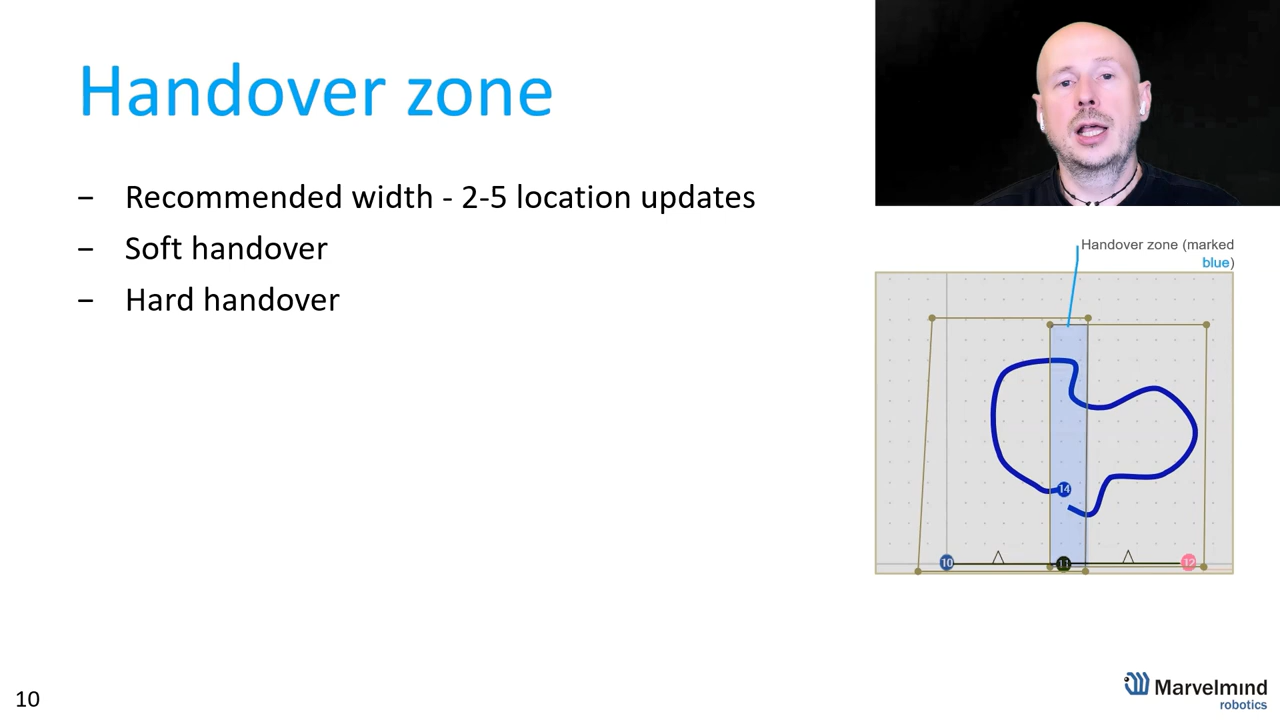 Handover zone
− Recommended width - 2-5 location updates
− Soft handover
− Hard handover
Handover zone (marked
blue)
14
10
11
12
10
Marvelmind
robotics